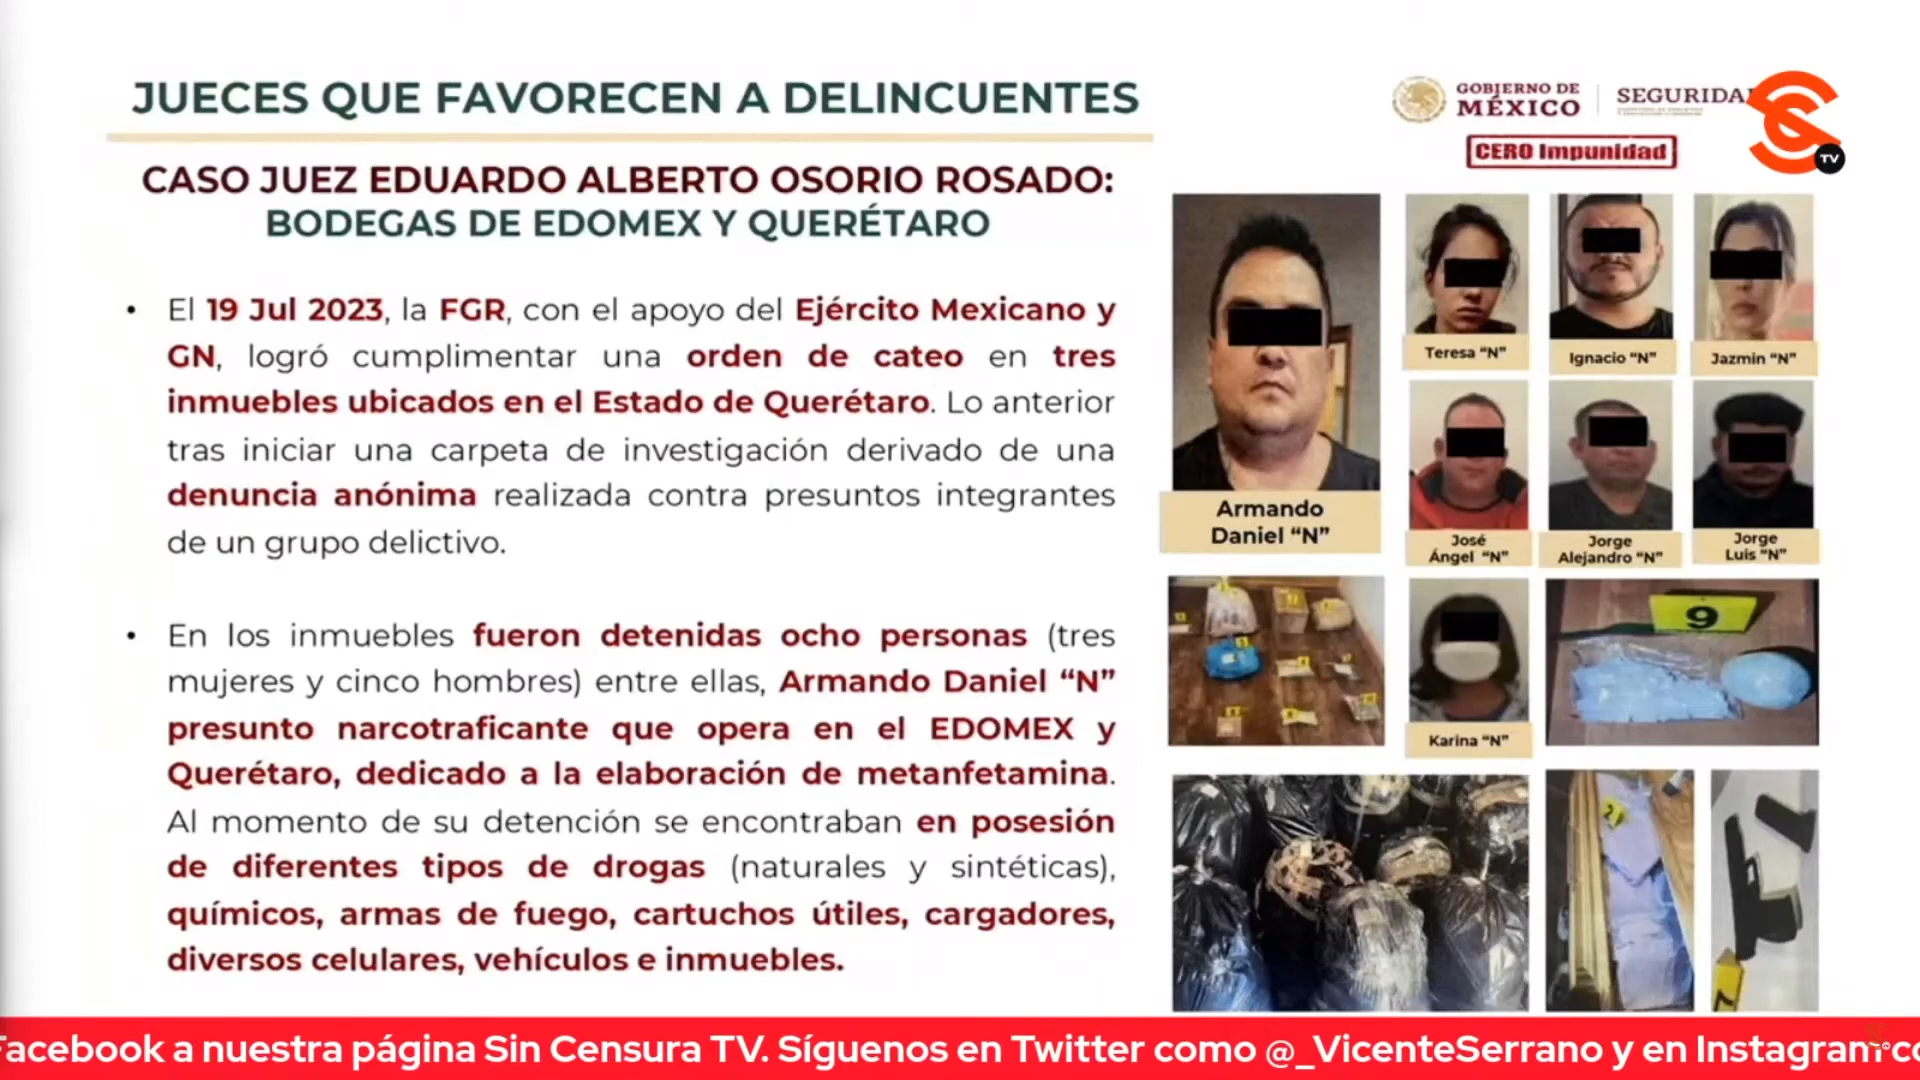 JUECES QUE FAVORECEN A DELINCUENTES
GOBIERNO DE
MÉXICO
SEGURIDA
CERO Impunidad
TV
CASO JUEZ EDUARDO ALBERTO OSORIO ROSADO:
BODEGAS DE EDOMEX Y QUERÉTARO
• El 19 Jul 2023, la FGR, con el apoyo del Ejército Mexicano y
GN, logró cumplimentar una orden de cateo en tres
inmuebles ubicados en el Estado de Querétaro. Lo anterior
tras iniciar una carpeta de investigación derivado de una
denuncia anónima realizada contra presuntos integrantes
de un grupo delictivo.
• En los inmuebles fueron detenidas ocho personas (tres
mujeres y cinco hombres) entre ellas, Armando Daniel “N”
presunto narcotraficante que opera en el EDOMEX y
Querétaro, dedicado a la elaboración de metanfetamina.
Al momento de su detención se encontraban en posesión
de diferentes tipos de drogas (naturales y sintéticas),
químicos, armas de fuego, cartuchos útiles, cargadores,
diversos celulares, vehículos e inmuebles.
Armando
Daniel “N”
Teresa “N”
Ignacio “N”
Jazmin “N”
José
Ángel “N”
Jorge
Alejandro “N”
Jorge
Luis “N”
Karina “N”
9
7
Facebook a nuestra página Sin Censura TV. Síguenos en Twitter como @_VicenteSerrano y en Instagram co